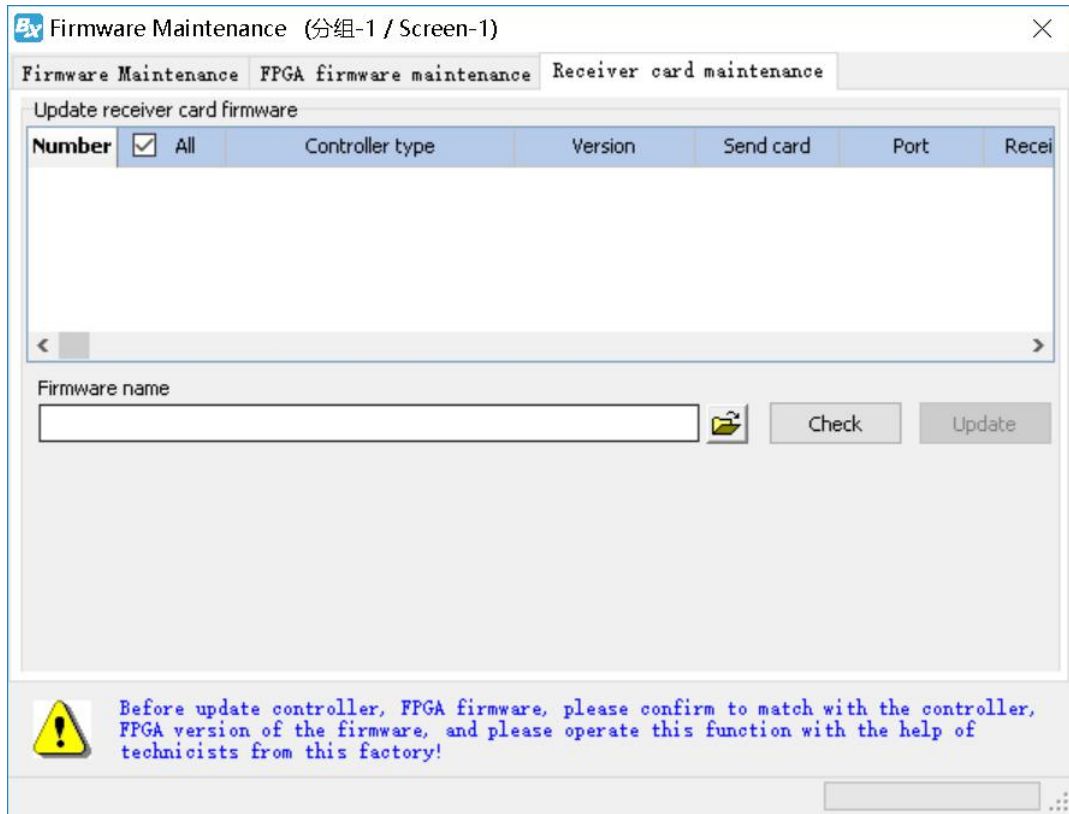 BX Firmware Maintenance (分组-1 / Screen-1)
Firmware Maintenance FPGA firmware maintenance Receiver card maintenance
Update receiver card firmware
Number All Controller type Version Send card Port Recei
Firmware name
Check Update
Before update controller, FPGA firmware, please confirm to match with the controller,
FPGA version of the firmware, and please operate this function with the help of
technicists from this factory!